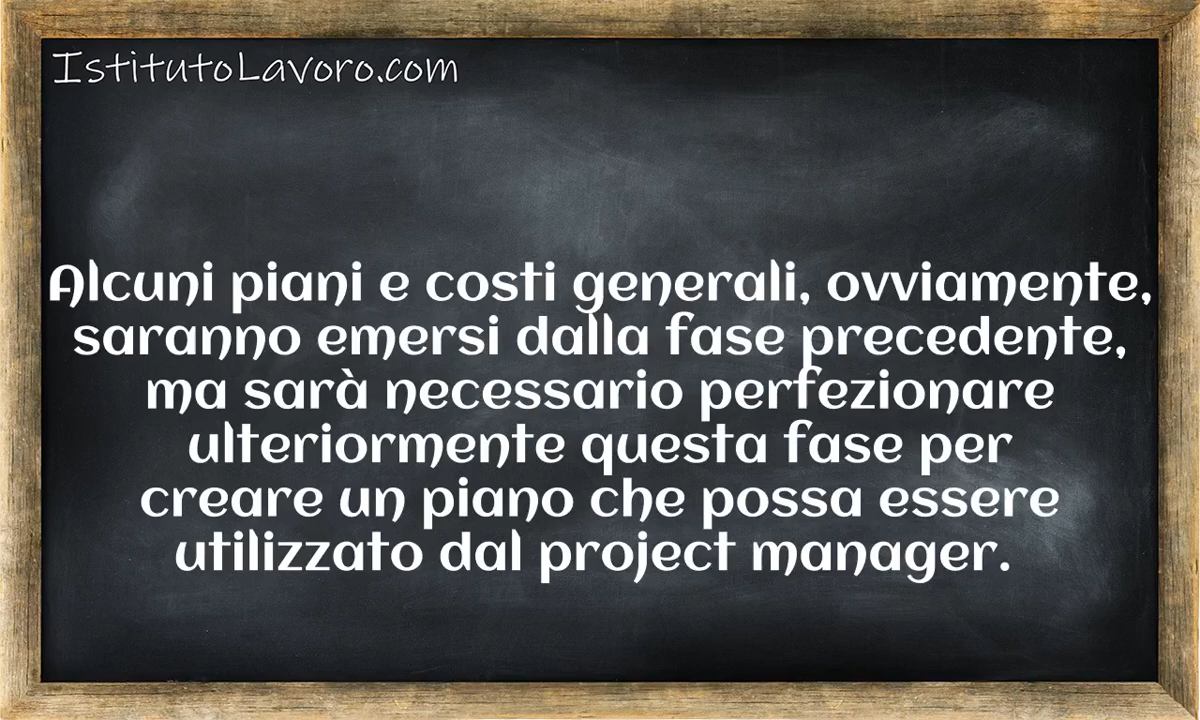 IstitutoLavoro.com
Alcuni piani e costi generali, ovviamente,
saranno emersi dalla fase precedente,
ma sarà necessario perfezionare
ulteriormente questa fase per
creare un piano che possa essere
utilizzato dal project manager.